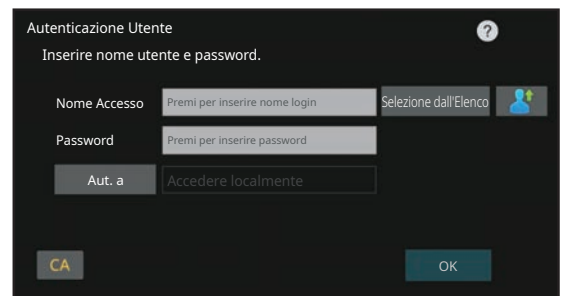 Autenticazione Utente
?
Inserire nome utente e password.
Nome Accesso Premi per inserire nome login Selezione dall'Elenco
Password Premi per inserire password
Aut. a Accedere localmente
CA OK